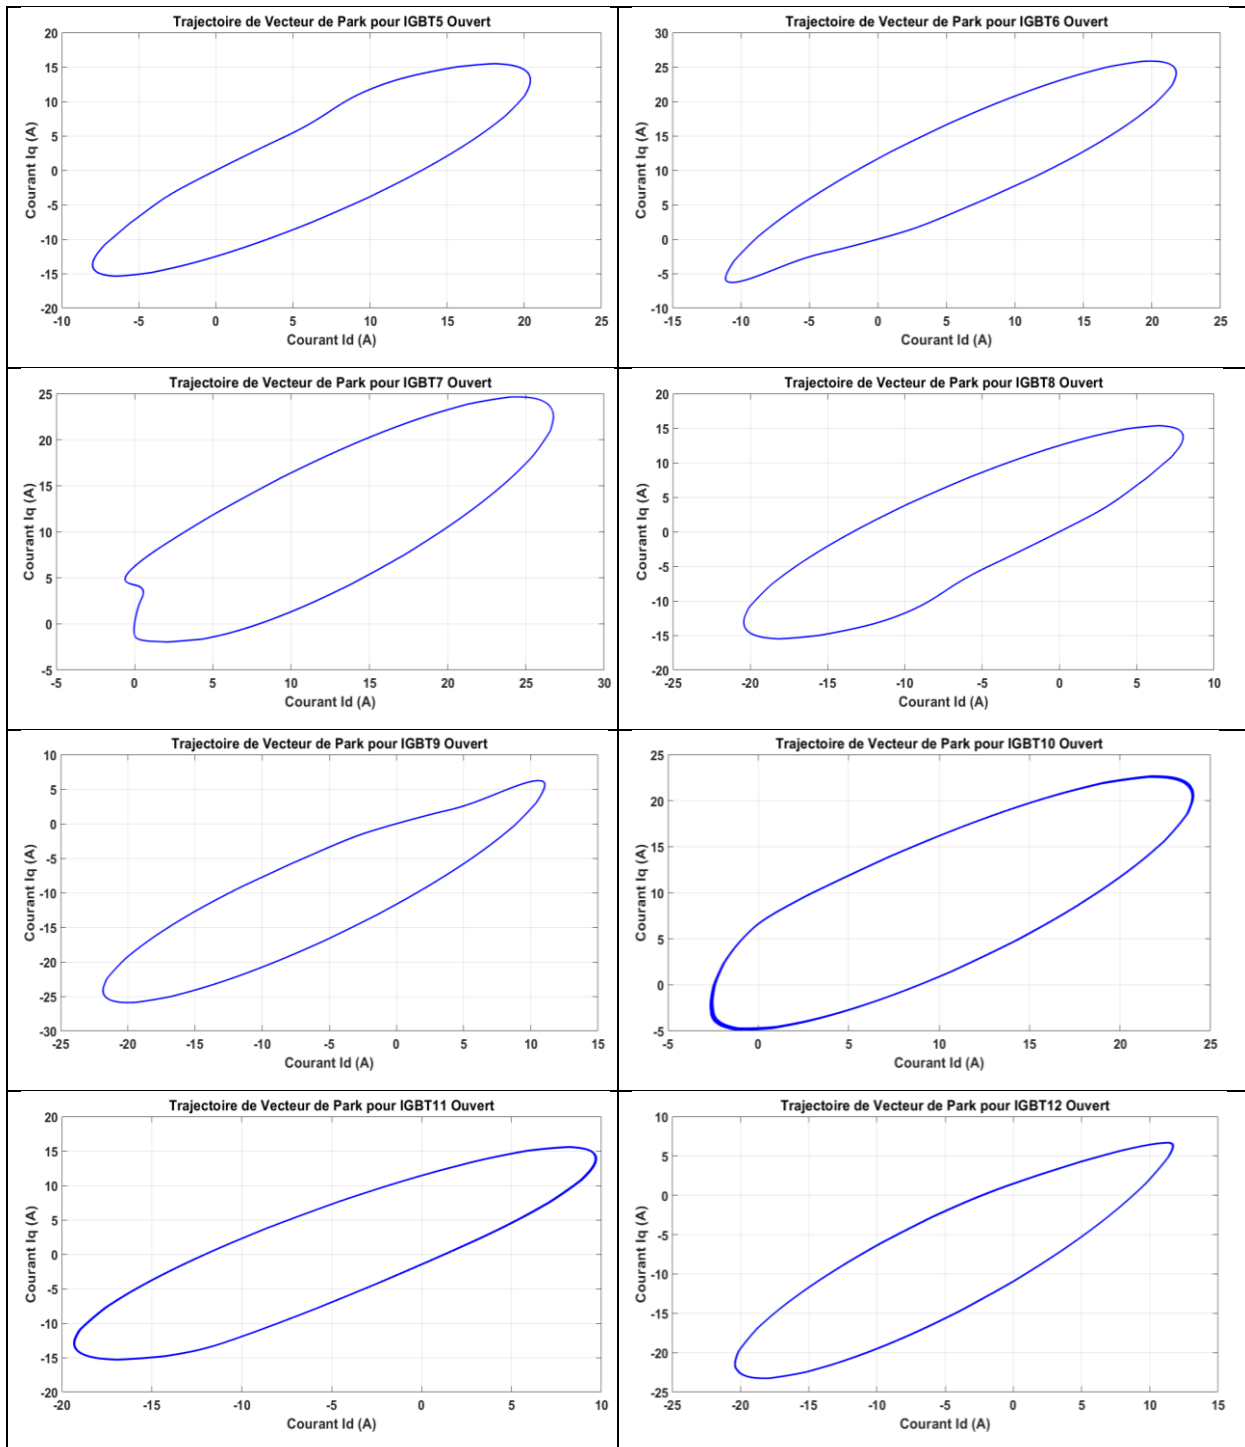 Trajectoire de Vecteur de Park pour IGBT5 Ouvert
20
15
10
5
0
-5
-10
-15
-20
Courant Iq (A)
-10 -5 0 5 10 15 20 25
Courant Id (A)
Trajectoire de Vecteur de Park pour IGBT6 Ouvert
30
25
20
15
10
5
0
-5
-10
Courant Iq (A)
-15 -10 -5 0 5 10 15 20 25
Courant Id (A)
Trajectoire de Vecteur de Park pour IGBT7 Ouvert
25
20
15
10
5
0
-5
Courant Iq (A)
-5 0 5 10 15 20 25 30
Courant Id (A)
Trajectoire de Vecteur de Park pour IGBT8 Ouvert
20
15
10
5
0
-5
-10
-15
-20
Courant Iq (A)
-25 -20 -15 -10 -5 0 5 10
Courant Id (A)
Trajectoire de Vecteur de Park pour IGBT9 Ouvert
10
5
0
-5
-10
-15
-20
-25
-30
Courant Iq (A)
-25 -20 -15 -10 -5 0 5 10 15
Courant Id (A)
Trajectoire de Vecteur de Park pour IGBT10 Ouvert
25
20
15
10
5
0
-5
Courant Iq (A)
-5 0 5 10 15 20 25
Courant Id (A)
Trajectoire de Vecteur de Park pour IGBT11 Ouvert
20
15
10
5
0
-5
-10
-15
-20
Courant Iq (A)
-20 -15 -10 -5 0 5 10
Courant Id (A)
Trajectoire de Vecteur de Park pour IGBT12 Ouvert
10
5
0
-5
-10
-15
-20
-25
Courant Iq (A)
-25 -20 -15 -10 -5 0 5 10 15
Courant Id (A)